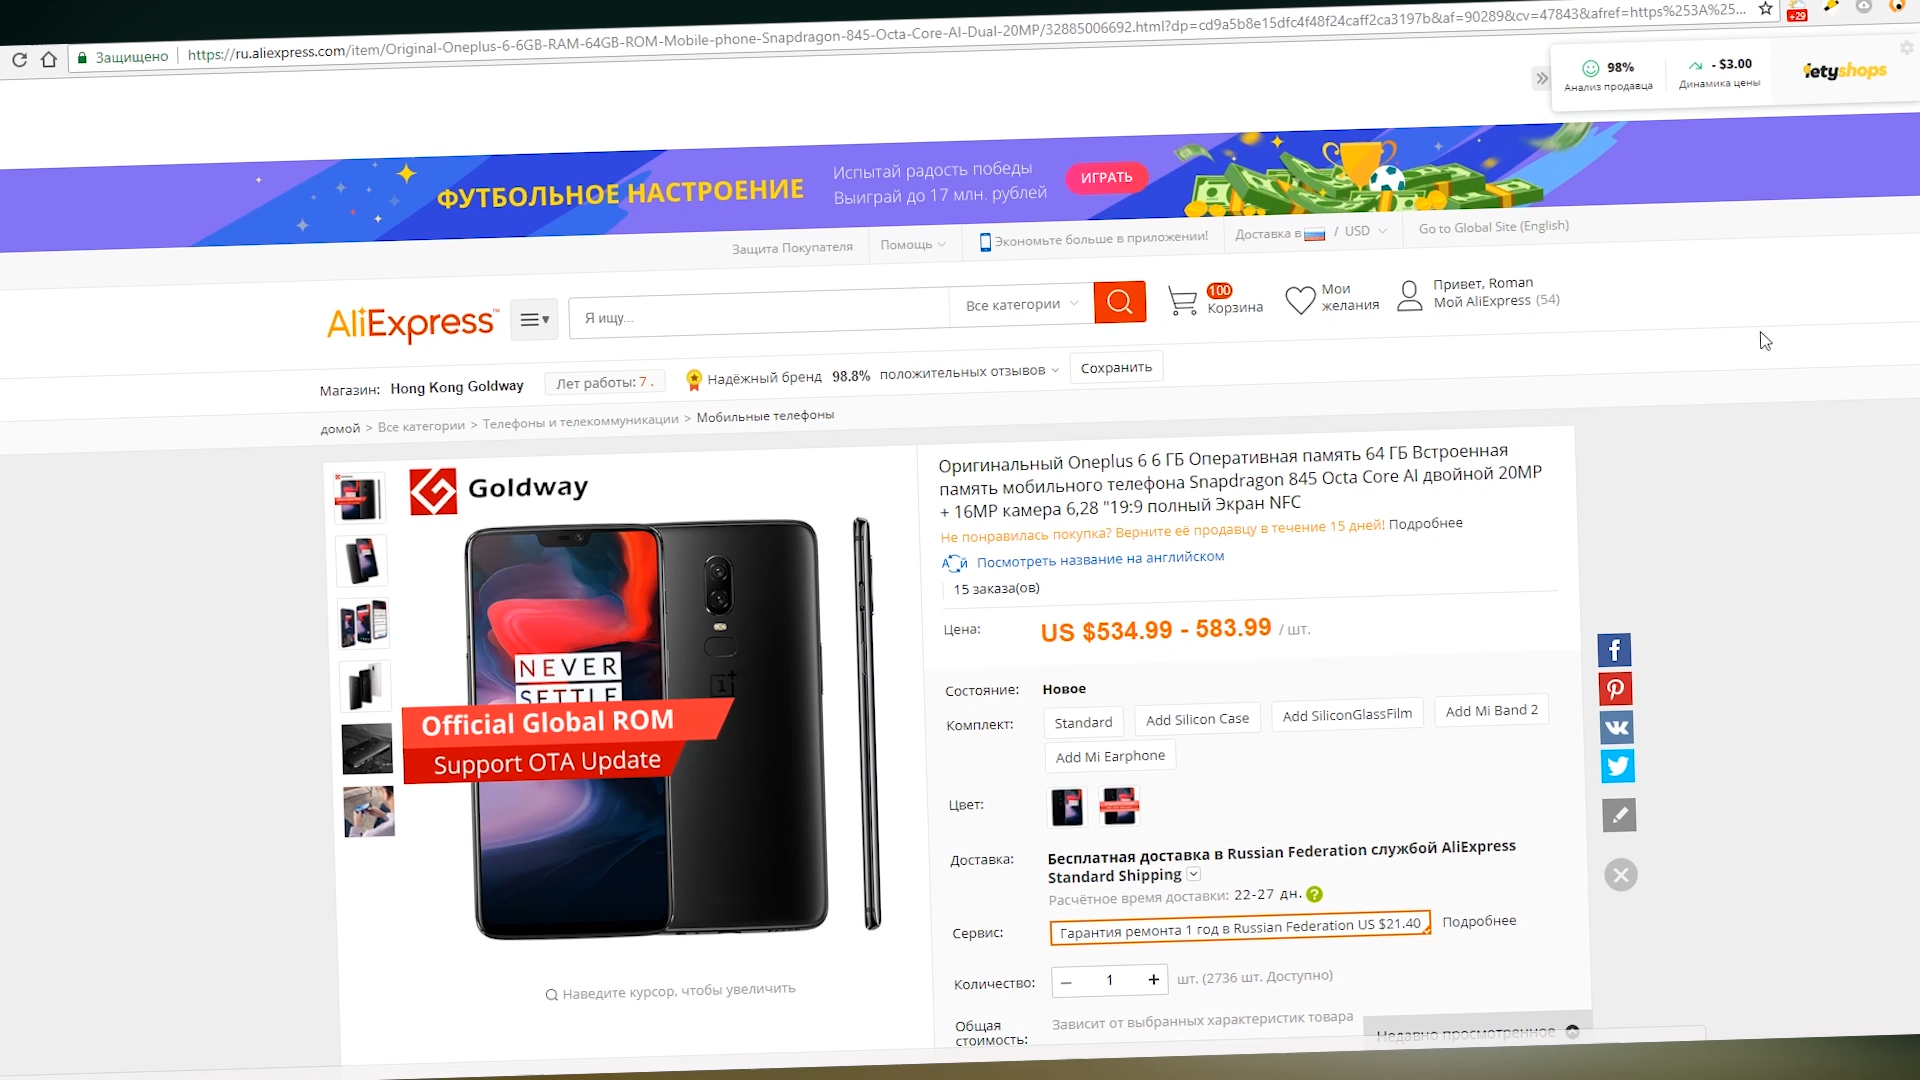 Защищено
https://ru.aliexpress.com/item/Original-Oneplus-6-6GB-RAM-64GB-ROM-Mobile-phone-Snapdragon-845-Octa-Core-AI-Dual-20MP/32885006692.html?dp=cd9a5b8e15dfc4f48f24caff2ca3197b&af=90289&cv=47843&afref=https%253A%25...
+29
98%
Анализ продавца
- $3.00
Динамика цены
letyshops
ФУТБОЛЬНОЕ НАСТРОЕНИЕ
Испытай радость победы
Выиграй до 17 млн. рублей
ИГРАТЬ
Защита Покупателя
Помощь
Экономьте больше в приложении!
Доставка в / USD
Go to Global Site (English)
AliExpress™
Я ищу...
Все категории
100
Корзина
Мои
желания
Привет, Roman
Мой AliExpress (54)
Магазин: Hong Kong Goldway
Лет работы: 7 .
Надёжный бренд 98.8% положительных отзывов
Сохранить
домой > Все категории > Телефоны и телекоммуникации > Мобильные телефоны
Goldway
NEVER
SETTLE
Official Global ROM
Support OTA Update
Наведите курсор, чтобы увеличить
Оригинальный Oneplus 6 6 ГБ Оперативная память 64 ГБ Встроенная
память мобильного телефона Snapdragon 845 Octa Core AI двойной 20MP
+ 16MP камера 6,28 "19:9 полный Экран NFC
Не понравилась покупка? Верните её продавцу в течение 15 дней! Подробнее
Посмотреть название на английском
15 заказа(ов)
Цена: US $534.99 - 583.99 / шт.
Состояние: Новое
Комплект: Standard Add Silicon Case Add SiliconGlassFilm Add Mi Band 2
Add Mi Earphone
Цвет:
Доставка: Бесплатная доставка в Russian Federation службой AliExpress
Standard Shipping
Расчётное время доставки: 22-27 дн. ?
Сервис: Гарантия ремонта 1 год в Russian Federation US $21.40 Подробнее
Количество: – 1 + шт. (2736 шт. Доступно)
Общая
стоимость:
Зависит от выбранных характеристик товара
Недавно просмотренное